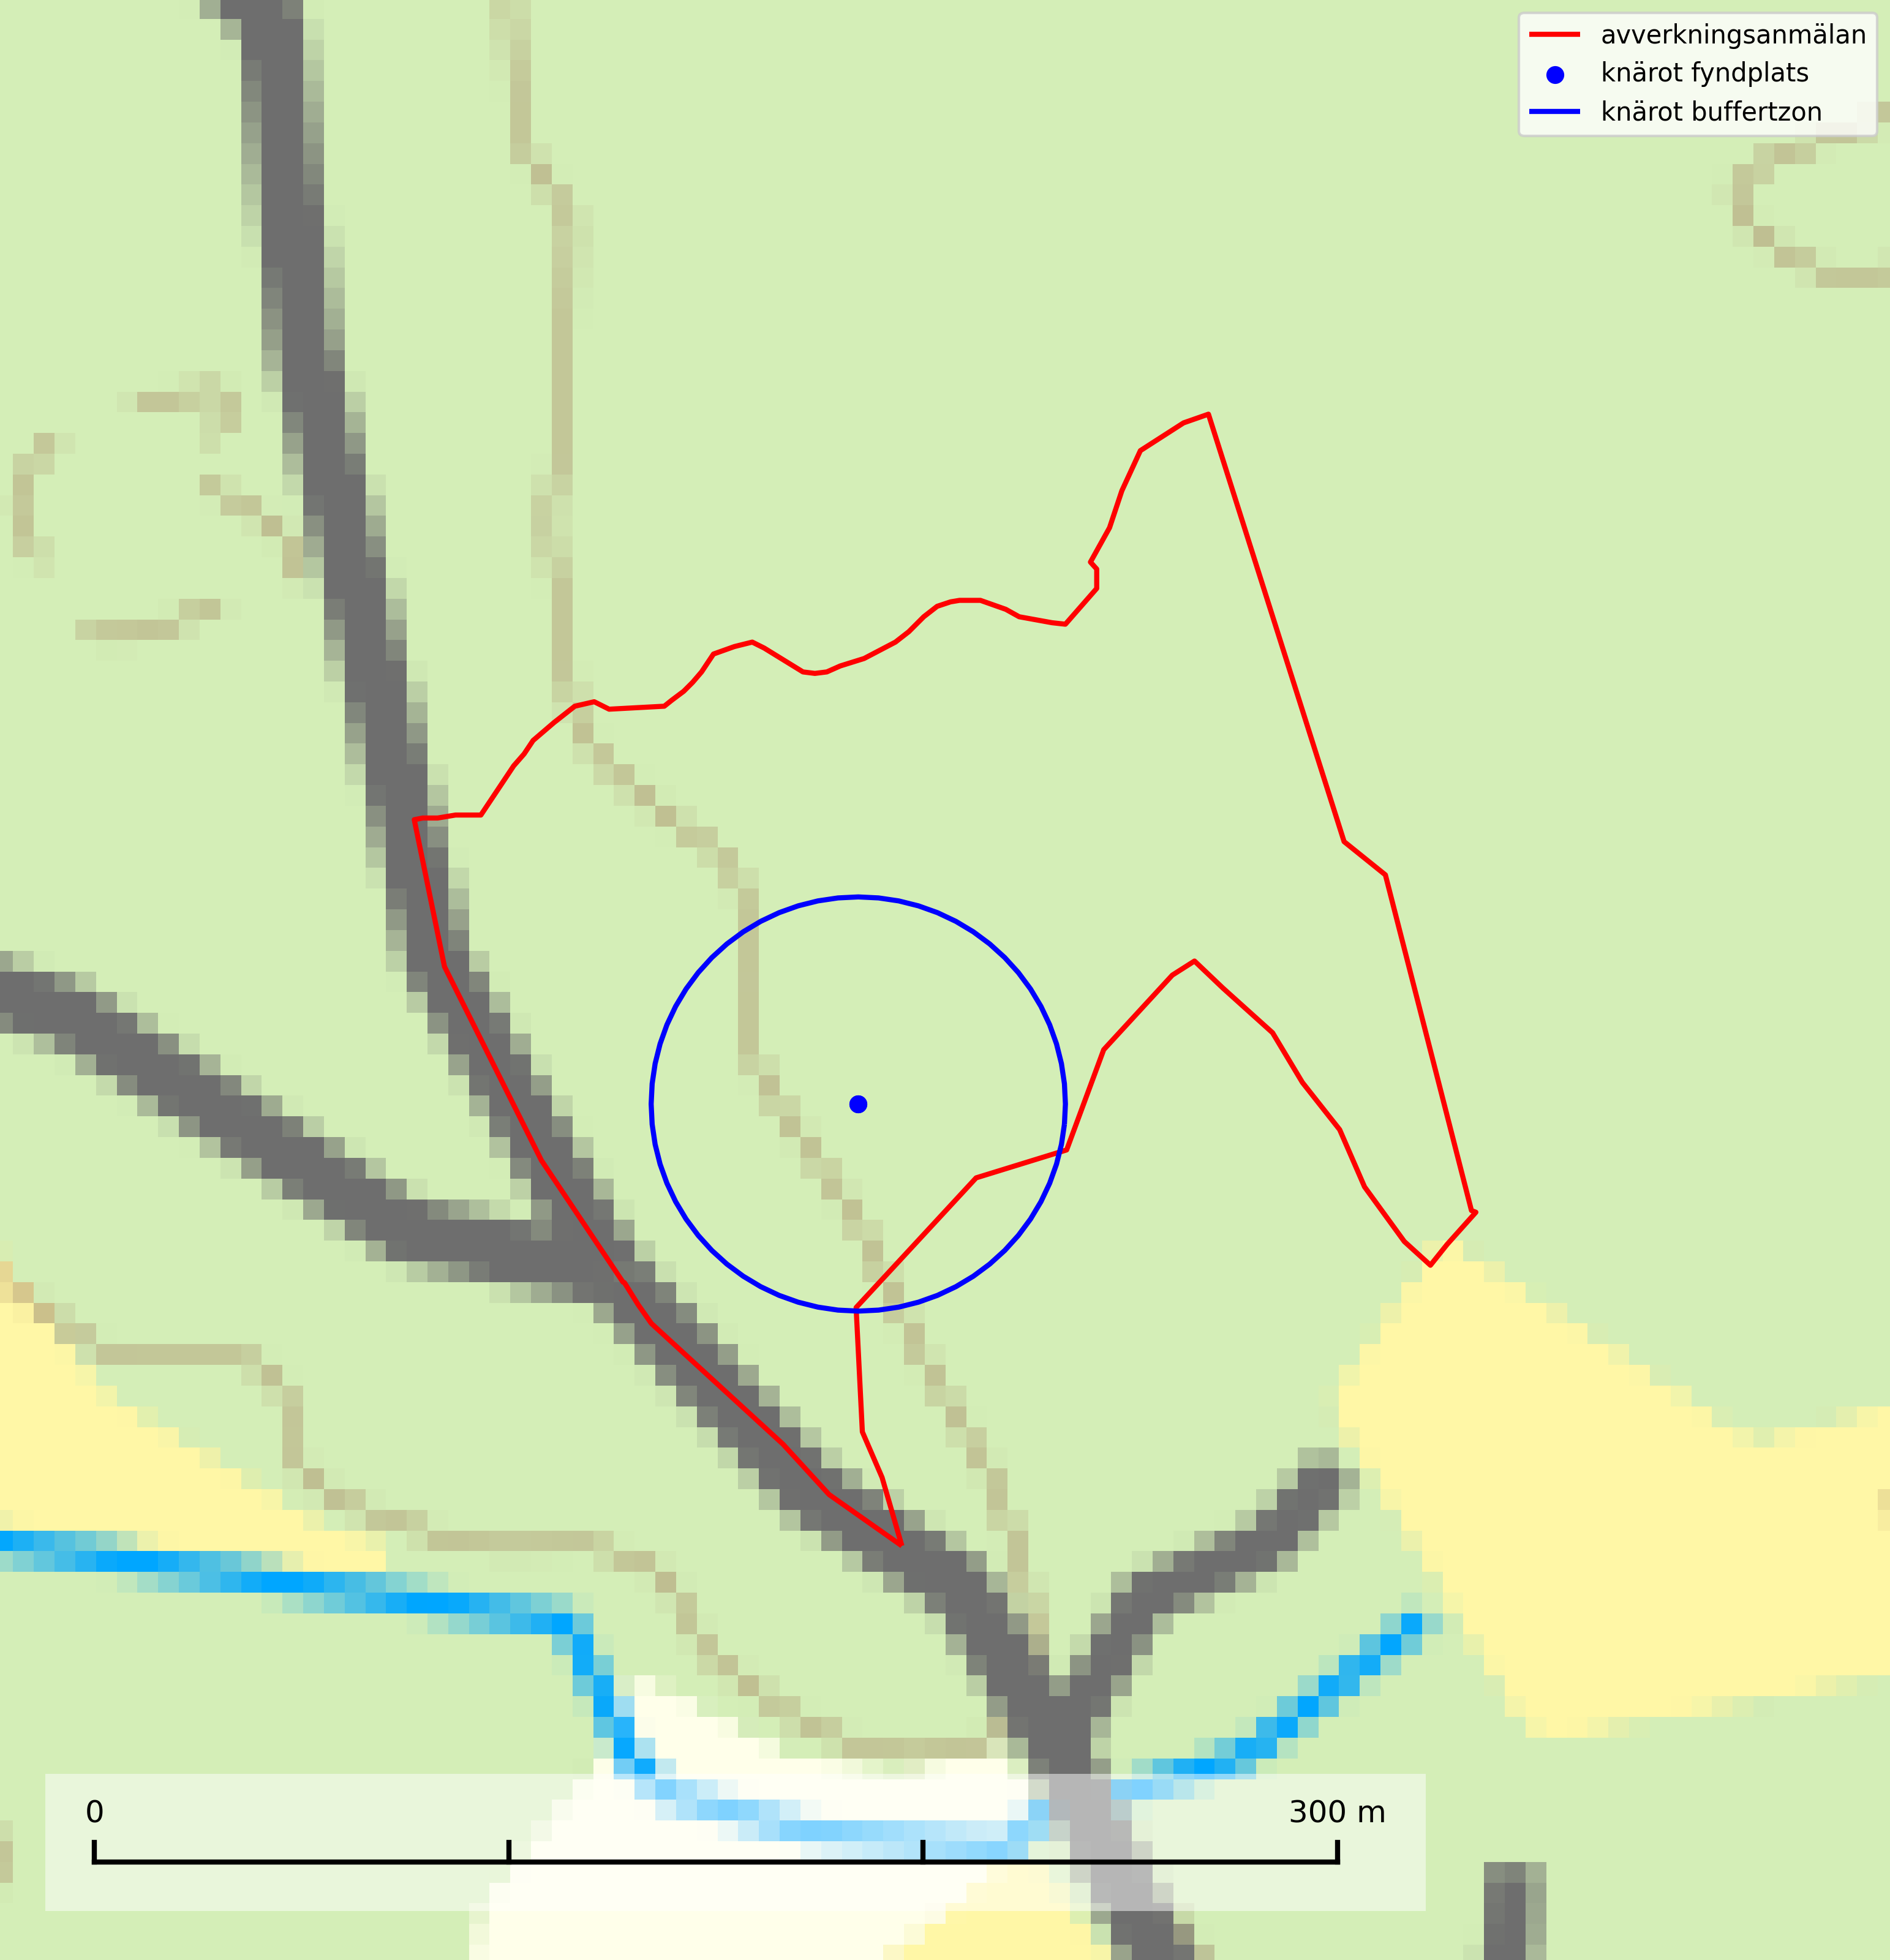 avverkningsanmälan
knärot fyndplats
knärot buffertzon
0
300 m